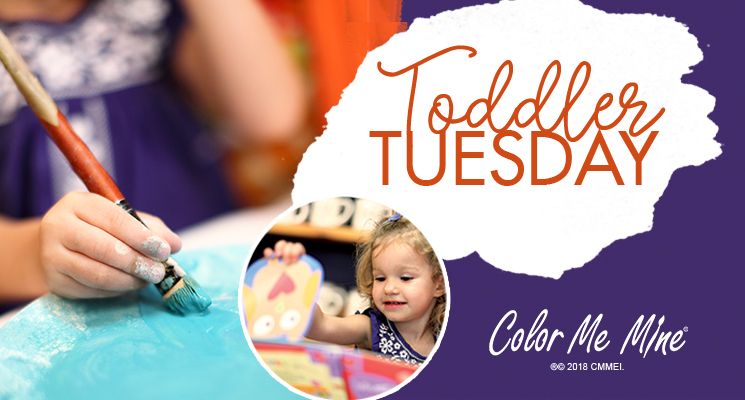 Toddler
TUESDAY
Color Me Mine©
®© 2018 CMMEI.